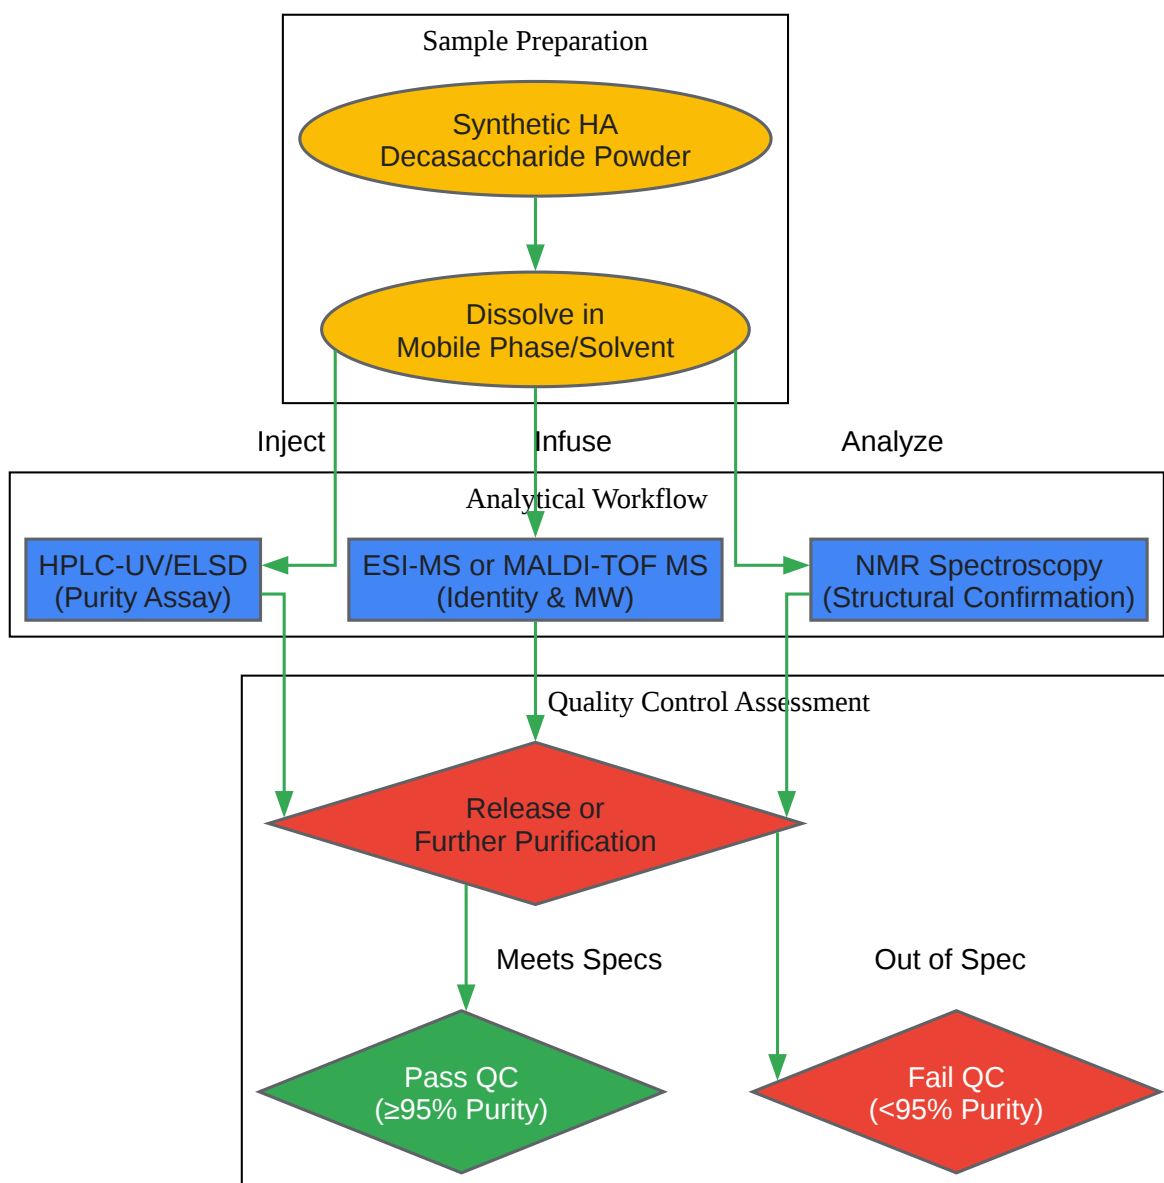 Sample Preparation
Synthetic HA
Decasaccharide Powder
Dissolve in
Mobile Phase/Solvent
Inject
Infuse
Analyze
Analytical Workflow
HPLC-UV/ELSD
(Purity Assay)
ESI-MS or MALDI-TOF MS
(Identity & MW)
NMR Spectroscopy
(Structural Confirmation)
Quality Control Assessment
Release or
Further Purification
Meets Specs
Out of Spec
Pass QC
(≥95% Purity)
Fail QC
(<95% Purity)